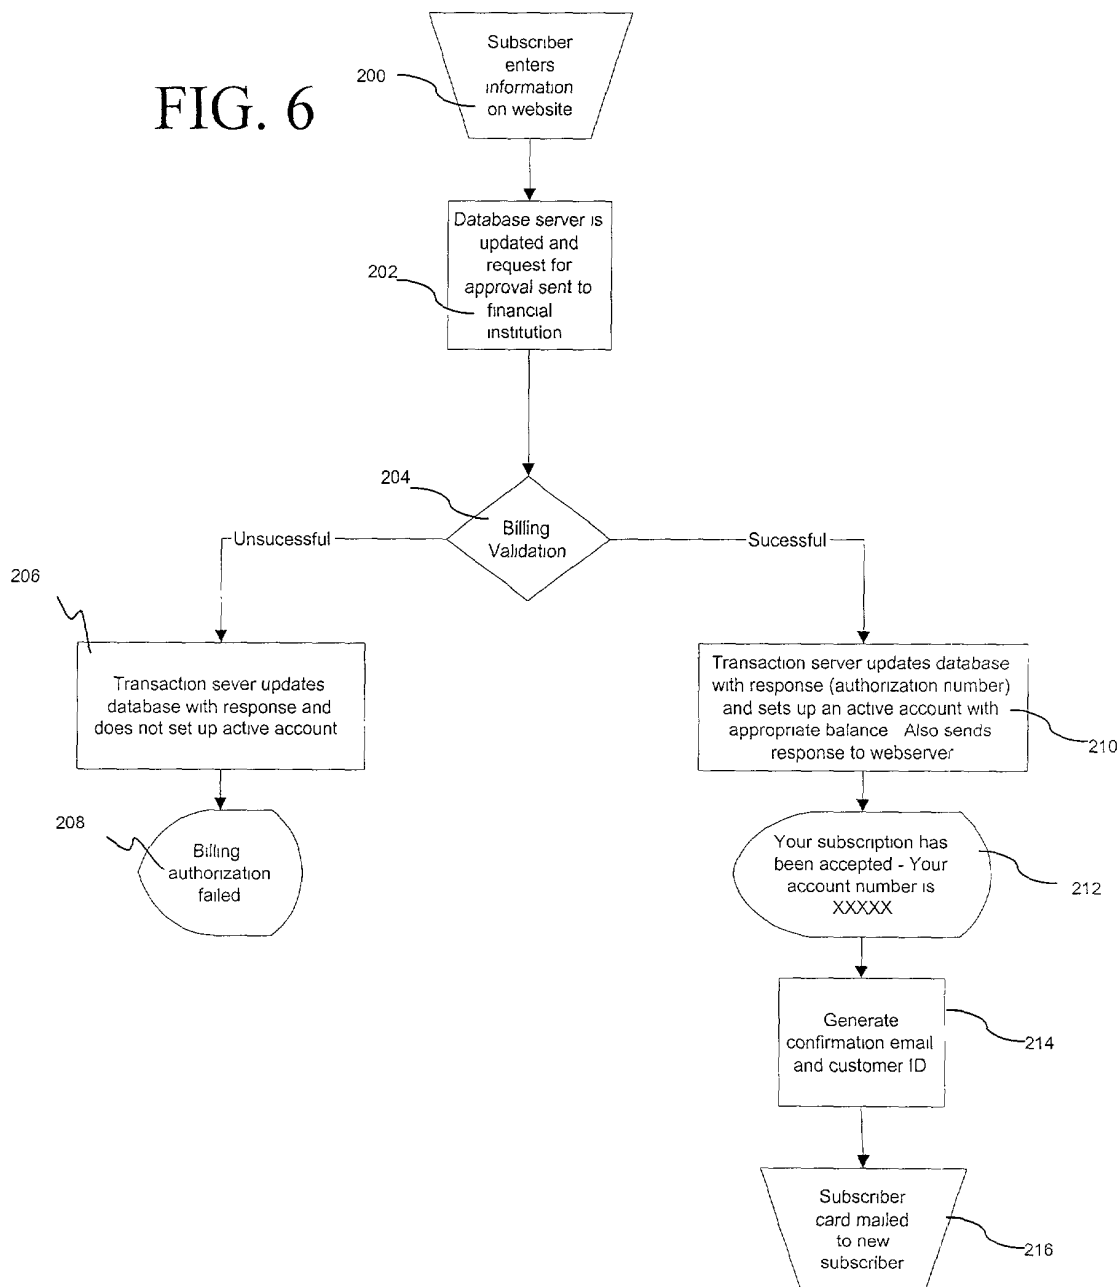 FIG. 6
200
Subscriber
enters
information
on website
202
Database server is
updated and
request for
approval sent to
financial
institution
204
Billing
Validation
Unsucessful
Sucessful
206
Transaction sever updates
database with response and
does not set up active account
Transaction server updates database
with response (authorization number)
and sets up an active account with
appropriate balance Also sends
response to webserver
210
208
Billing
authorization
failed
Your subscription has
been accepted - Your
account number is
XXXXX
212
Generate
confirmation email
and customer ID
214
Subscriber
card mailed
to new
subscriber
216